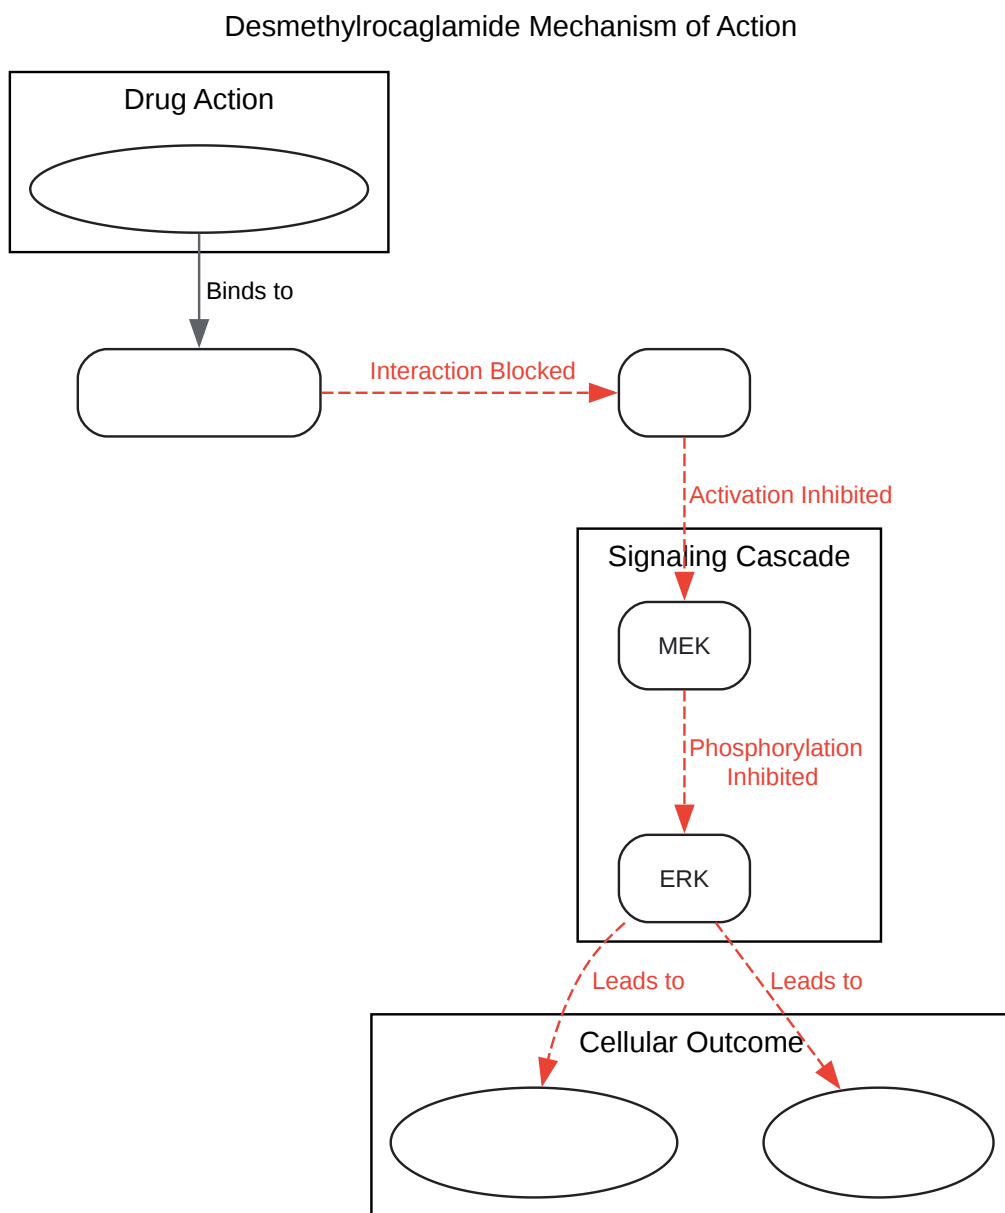 Desmethylrocaglamide Mechanism of Action
Drug Action
Binds to
Interaction Blocked
Activation Inhibited
Signaling Cascade
MEK
Phosphorylation
Inhibited
ERK
Leads to
Leads to
Cellular Outcome